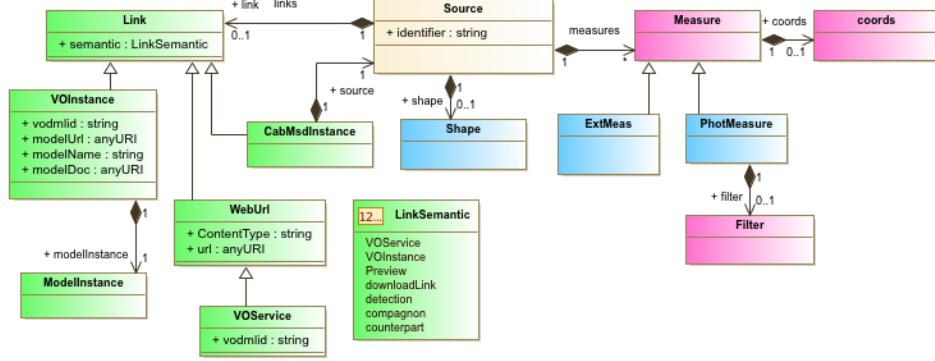 + link
links
0..1
1
Link
+ semantic : LinkSemantic
Source
+ identifier : string
measures
1
*
Measure
+ coords
1
0..1
coords
VOInstance
+ vodmlid : string
+ modelUrl : anyURI
+ modelName : string
+ modelDoc : anyURI
1
+ source
1
CabMsdInstance
1
+ shape
0..1
Shape
ExtMeas
PhotMeasure
1
+ filter
0..1
Filter
1
+ modelInstance
1
ModelInstance
WebUrl
+ ContentType : string
+ url : anyURI
VOService
+ vodmlid : string
12...
LinkSemantic
VOService
VOInstance
Preview
downloadLink
detection
compagnon
counterpart